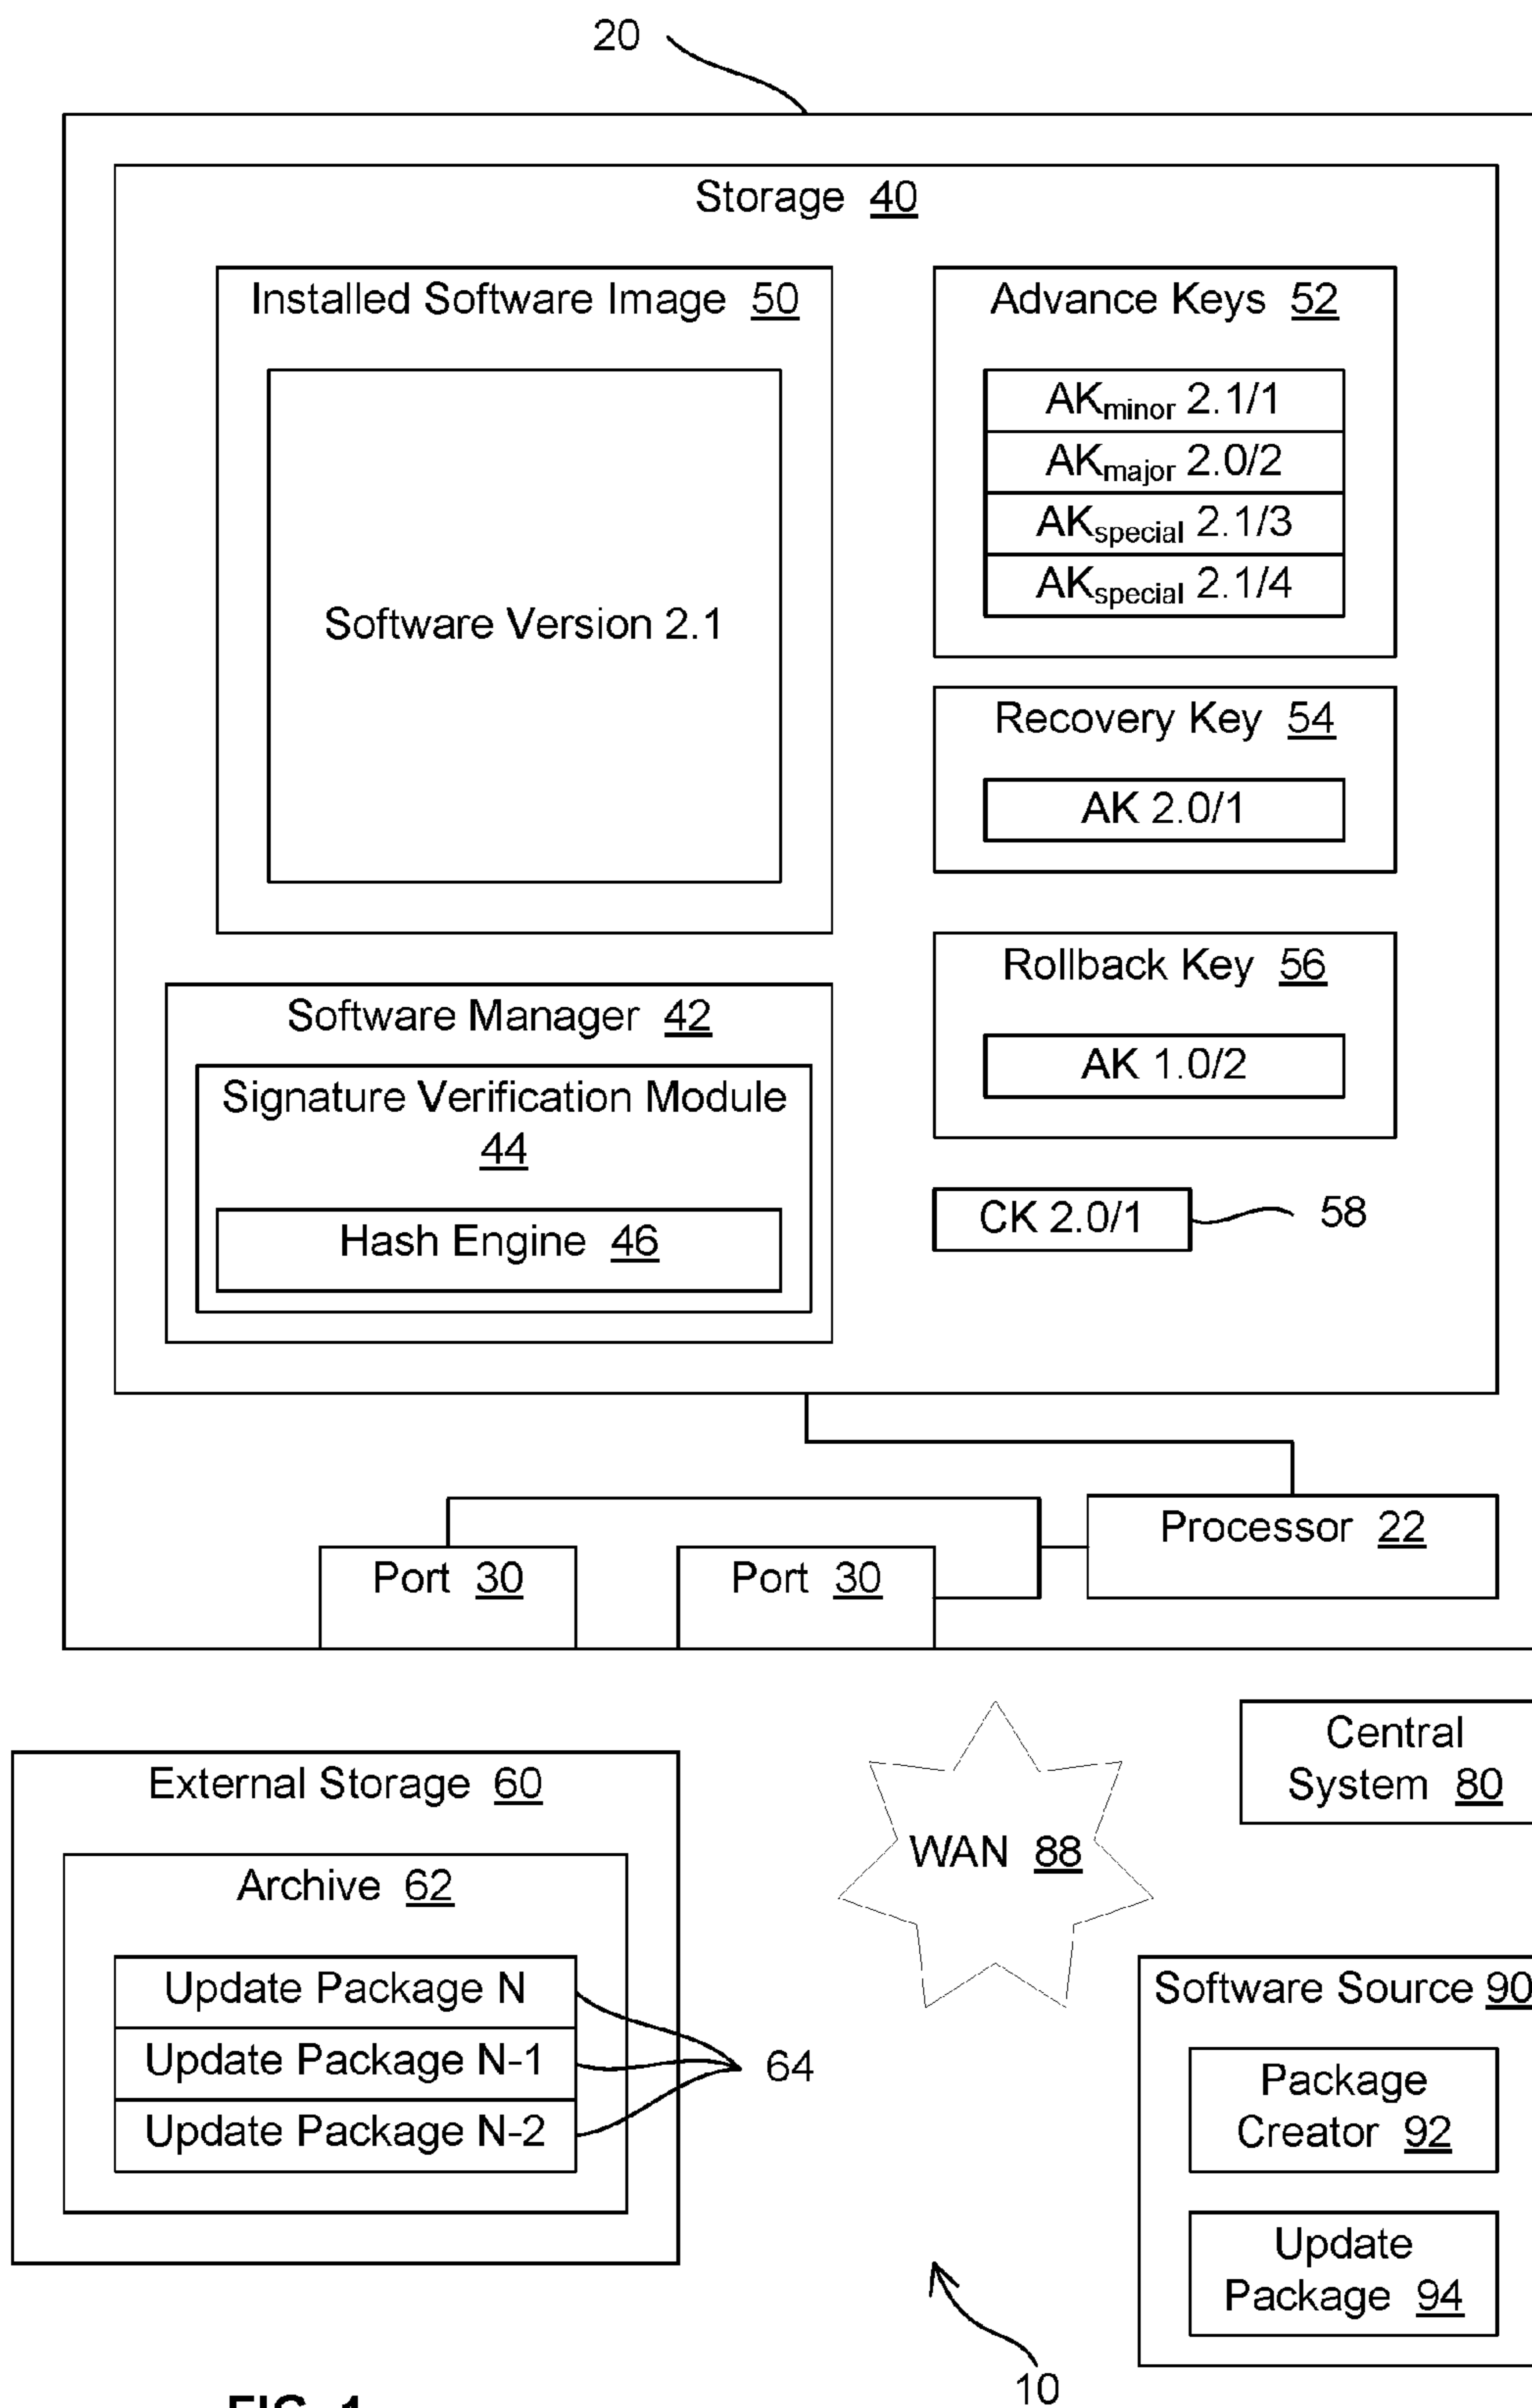 20
Storage 40
Installed Software Image 50
Software Version 2.1
Advance Keys 52
AKminor 2.1/1
AKmajor 2.0/2
AKspecial 2.1/3
AKspecial 2.1/4
Recovery Key 54
AK 2.0/1
Rollback Key 56
AK 1.0/2
CK 2.0/1
58
Software Manager 42
Signature Verification Module
44
Hash Engine 46
Processor 22
Port 30
Port 30
External Storage 60
Archive 62
Update Package N
Update Package N-1
Update Package N-2
64
WAN 88
Central
System 80
Software Source 90
Package
Creator 92
Update
Package 94
10
FIG. 1